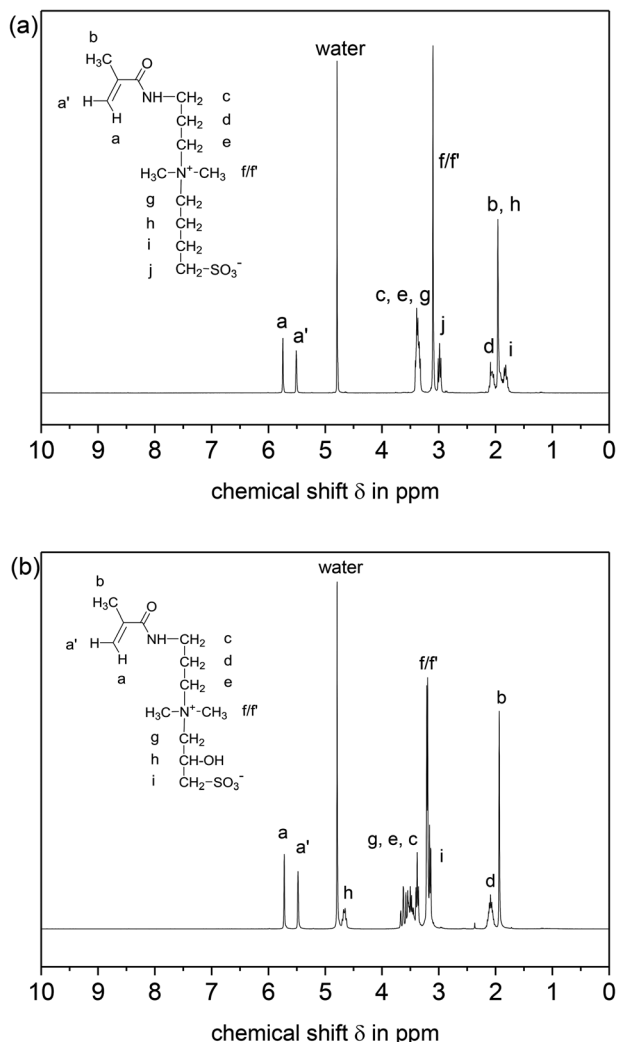 (a)
b
H₃C
O
a'
H
NH
CH₂
c
H
a
CH₂
d
CH₂
e
H₃C-N⁺-CH₃
f/f'
g
CH₂
h
CH₂
i
CH₂
j
CH₂-SO₃⁻
water
f/f'
b, h
c, e, g
j
a
a'
d
i
10 9 8 7 6 5 4 3 2 1 0
chemical shift δ in ppm
(b)
b
H₃C
O
a'
H
NH
CH₂
c
H
a
CH₂
d
CH₂
e
H₃C-N⁺-CH₃
f/f'
g
CH₂
h
CH-OH
i
CH₂-SO₃⁻
water
f/f'
b
g, e, c
i
a
a'
h
d
10 9 8 7 6 5 4 3 2 1 0
chemical shift δ in ppm